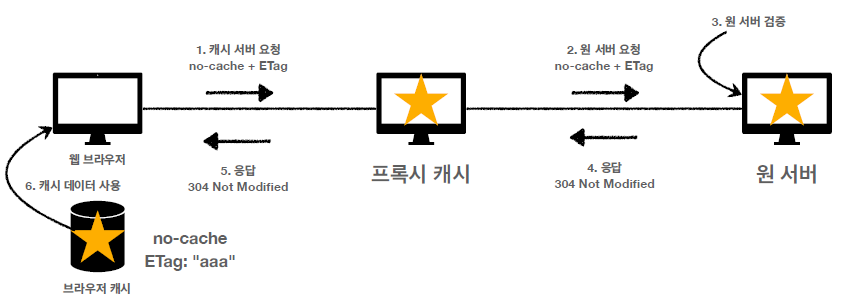 3. 원 서버 검증
1. 캐시 서버 요청
no-cache + ETag
2. 원 서버 요청
no-cache + ETag
웹 브라우저
5. 응답
304 Not Modified
프록시 캐시
4. 응답
304 Not Modified
원 서버
6. 캐시 데이터 사용
no-cache
ETag: "aaa"
브라우저 캐시